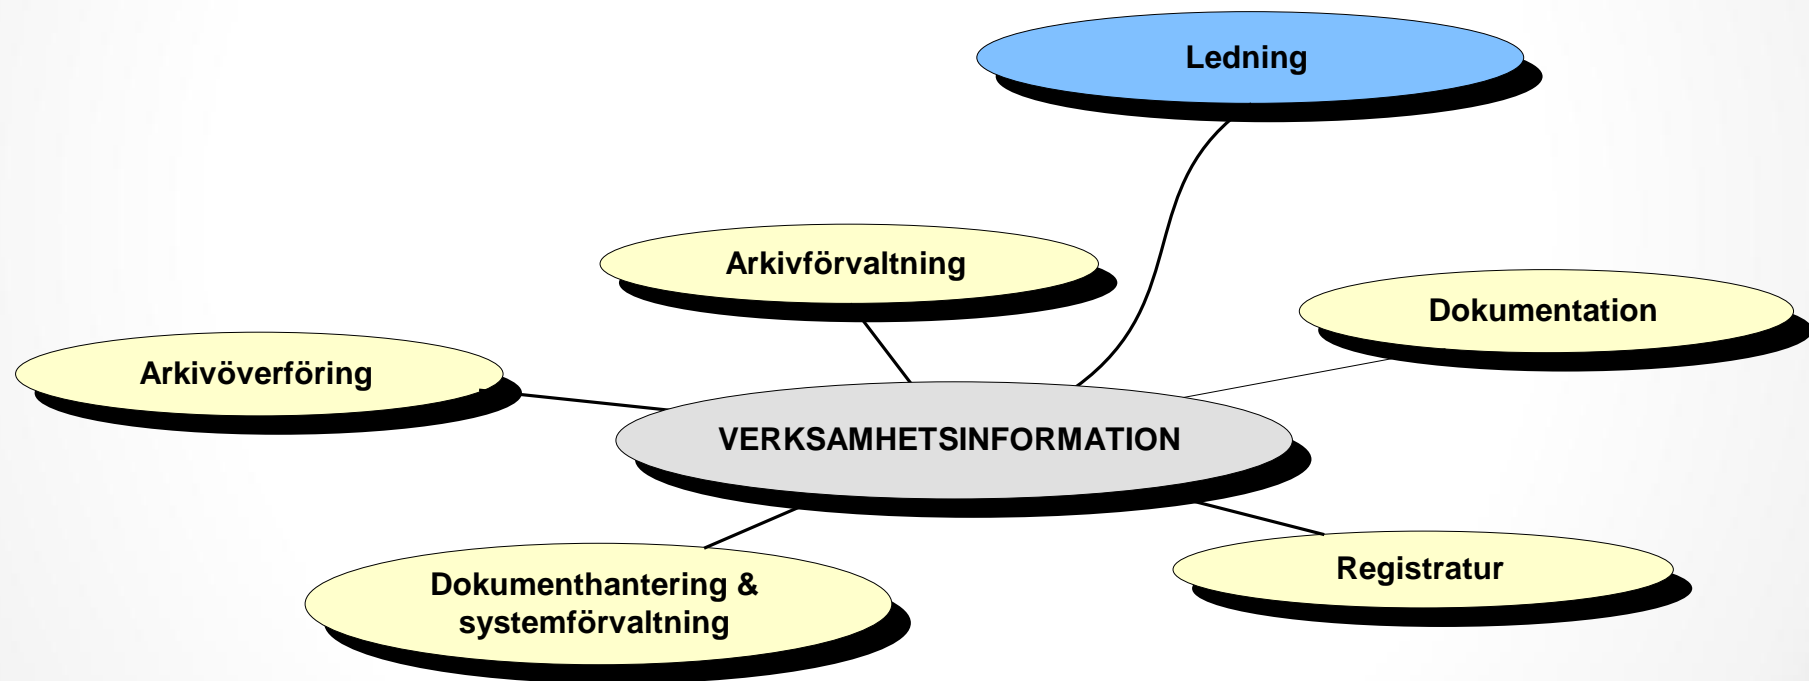 Ledning
Arkivförvaltning
Dokumentation
Arkivöverföring
VERKSAMHETSINFORMATION
Dokumenthantering &
systemförvaltning
Registratur